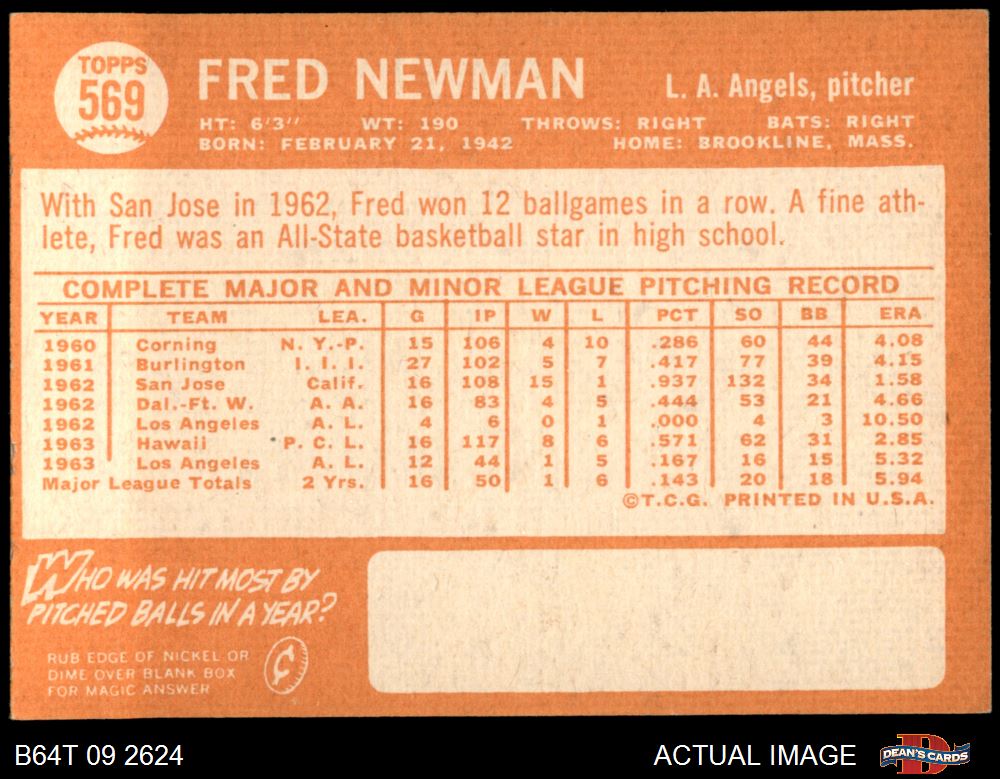 TOPPS
569
FRED NEWMAN
L. A. Angels, pitcher
HT: 6'3" WT: 190 THROWS: RIGHT BATS: RIGHT
BORN: FEBRUARY 21, 1942 HOME: BROOKLINE, MASS.
With San Jose in 1962, Fred won 12 ballgames in a row. A fine ath-
lete, Fred was an All-State basketball star in high school.
COMPLETE MAJOR AND MINOR LEAGUE PITCHING RECORD
YEAR TEAM LEA. G IP W L PCT SO BB ERA
1960 Corning N. Y.-P. 15 106 4 10 .286 60 44 4.08
1961 Burlington I. I. I. 27 102 5 7 .417 77 39 4.15
1962 San Jose Calif. 16 108 15 1 .937 132 34 1.58
1962 Dal.-Ft. W. A. A. 16 83 4 5 .444 53 21 4.66
1962 Los Angeles A. L. 4 6 0 1 .000 4 3 10.50
1963 Hawaii P. C. L. 16 117 8 6 .571 62 31 2.85
1963 Los Angeles A. L. 12 44 1 5 .167 16 15 5.32
Major League Totals 2 Yrs. 16 50 1 6 .143 20 18 5.94
©T.C.G. PRINTED IN U.S.A.
WHO WAS HIT MOST BY
PITCHED BALLS IN A YEAR?
RUB EDGE OF NICKEL OR
DIME OVER BLANK BOX
FOR MAGIC ANSWER
¢
B64T 09 2624
ACTUAL IMAGE
D
DEAN'S CARDS